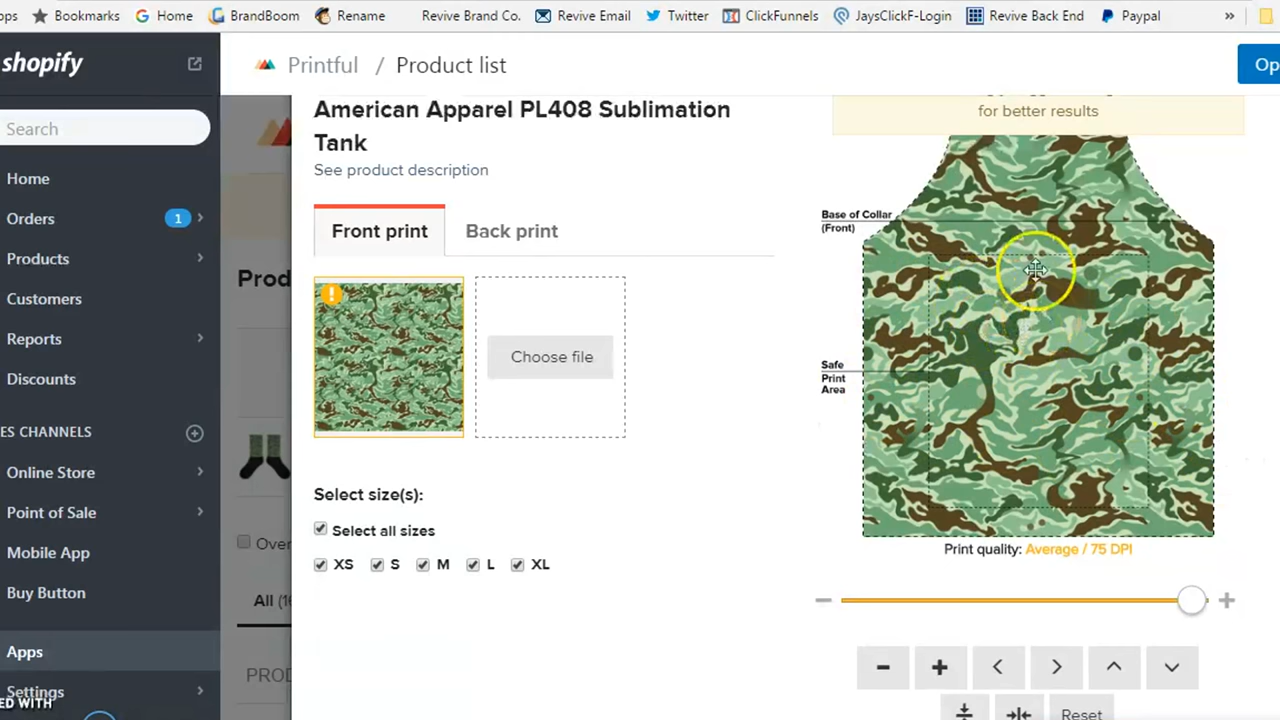 ps Bookmarks Home BrandBoom Rename Revive Brand Co. Revive Email Twitter ClickFunnels JaysClickF-Login Revive Back End Paypal »
shopify
Printful / Product list
Op
Search
Home
Orders 1
Products
Customers
Reports
Discounts
ES CHANNELS
Online Store
Point of Sale
Mobile App
Buy Button
Apps
Settings
ED WITH
Prod
Over
All (1
PROD
American Apparel PL408 Sublimation
Tank
See product description
Front print Back print
Choose file
Select size(s):
Select all sizes
XS S M L XL
for better results
Base of Collar
(Front)
Safe
Print
Area
Print quality: Average / 75 DPI
Reset